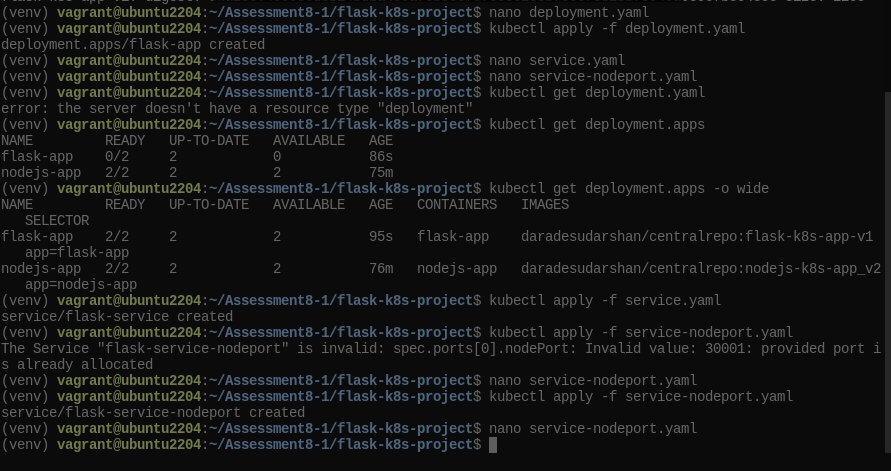 (venv) vagrant@ubuntu2204:~/Assessment8-1/flask-k8s-project$ nano deployment.yaml
(venv) vagrant@ubuntu2204:~/Assessment8-1/flask-k8s-project$ kubectl apply -f deployment.yaml
deployment.apps/flask-app created
(venv) vagrant@ubuntu2204:~/Assessment8-1/flask-k8s-project$ nano service.yaml
(venv) vagrant@ubuntu2204:~/Assessment8-1/flask-k8s-project$ nano service-nodeport.yaml
(venv) vagrant@ubuntu2204:~/Assessment8-1/flask-k8s-project$ kubectl get deployment.yaml
error: the server doesn't have a resource type "deployment"
(venv) vagrant@ubuntu2204:~/Assessment8-1/flask-k8s-project$ kubectl get deployment.apps
NAME         READY   UP-TO-DATE   AVAILABLE   AGE
flask-app    0/2     2            0           86s
nodejs-app   2/2     2            2           75m
(venv) vagrant@ubuntu2204:~/Assessment8-1/flask-k8s-project$ kubectl get deployment.apps -o wide
NAME         READY   UP-TO-DATE   AVAILABLE   AGE   CONTAINERS   IMAGES
   SELECTOR
flask-app    2/2     2            2           95s   flask-app    daradesudarshan/centralrepo:flask-k8s-app-v1
   app=flask-app
nodejs-app   2/2     2            2           76m   nodejs-app   daradesudarshan/centralrepo:nodejs-k8s-app_v2
   app=nodejs-app
(venv) vagrant@ubuntu2204:~/Assessment8-1/flask-k8s-project$ kubectl apply -f service.yaml
service/flask-service created
(venv) vagrant@ubuntu2204:~/Assessment8-1/flask-k8s-project$ kubectl apply -f service-nodeport.yaml
The Service "flask-service-nodeport" is invalid: spec.ports[0].nodePort: Invalid value: 30001: provided port i
s already allocated
(venv) vagrant@ubuntu2204:~/Assessment8-1/flask-k8s-project$ nano service-nodeport.yaml
(venv) vagrant@ubuntu2204:~/Assessment8-1/flask-k8s-project$ kubectl apply -f service-nodeport.yaml
service/flask-service-nodeport created
(venv) vagrant@ubuntu2204:~/Assessment8-1/flask-k8s-project$ nano service-nodeport.yaml
(venv) vagrant@ubuntu2204:~/Assessment8-1/flask-k8s-project$